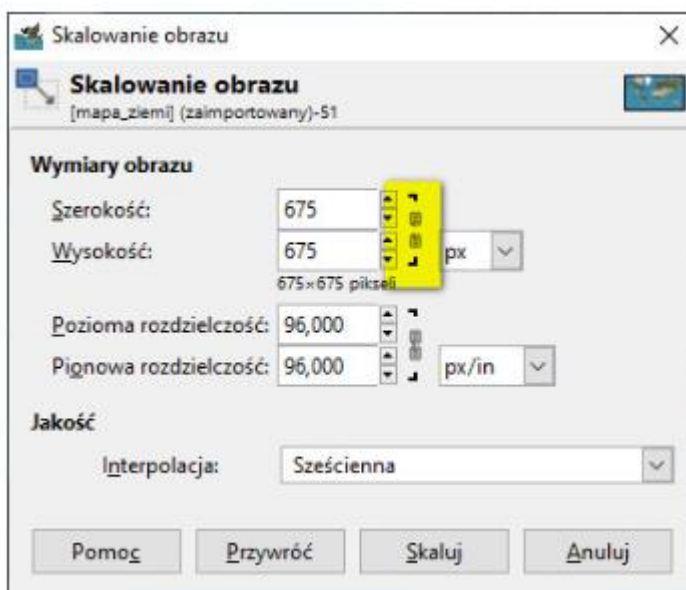 Skalowanie obrazu
Skalowanie obrazu
[mapa_ziemi] (zaimportowany)-51
Wymiary obrazu
Szerokość: 675
Wysokość: 675 px
675×675 pikseli
Pozioma rozdzielczość: 96,000
Pionowa rozdzielczość: 96,000 px/in
Jakość
Interpolacja: Sześcienna
Pomoc Przywróć Skaluj Anuluj